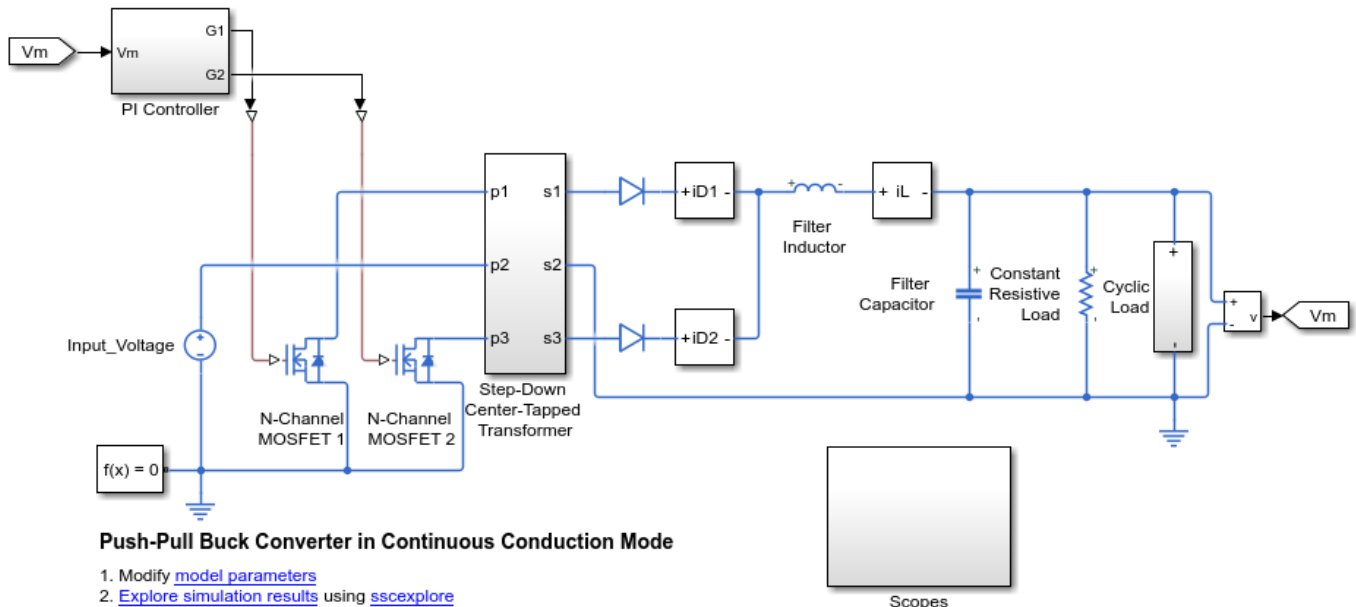 G1
Vm
Vm
G2
PI Controller
p1
s1
+iD1 -
+ iL -
+ -
Filter
Inductor
p2
s2
Filter
Capacitor
+
-
Constant
Resistive
Load
+
-
Cyclic
Load
+
-
+
-
v
Vm
Input_Voltage
+
-
p3
s3
+iD2 -
N-Channel
MOSFET 1
N-Channel
MOSFET 2
Step-Down
Center-Tapped
Transformer
f(x) = 0
Push-Pull Buck Converter in Continuous Conduction Mode
1. Modify model parameters
2. Explore simulation results using sscexplore
Scopes